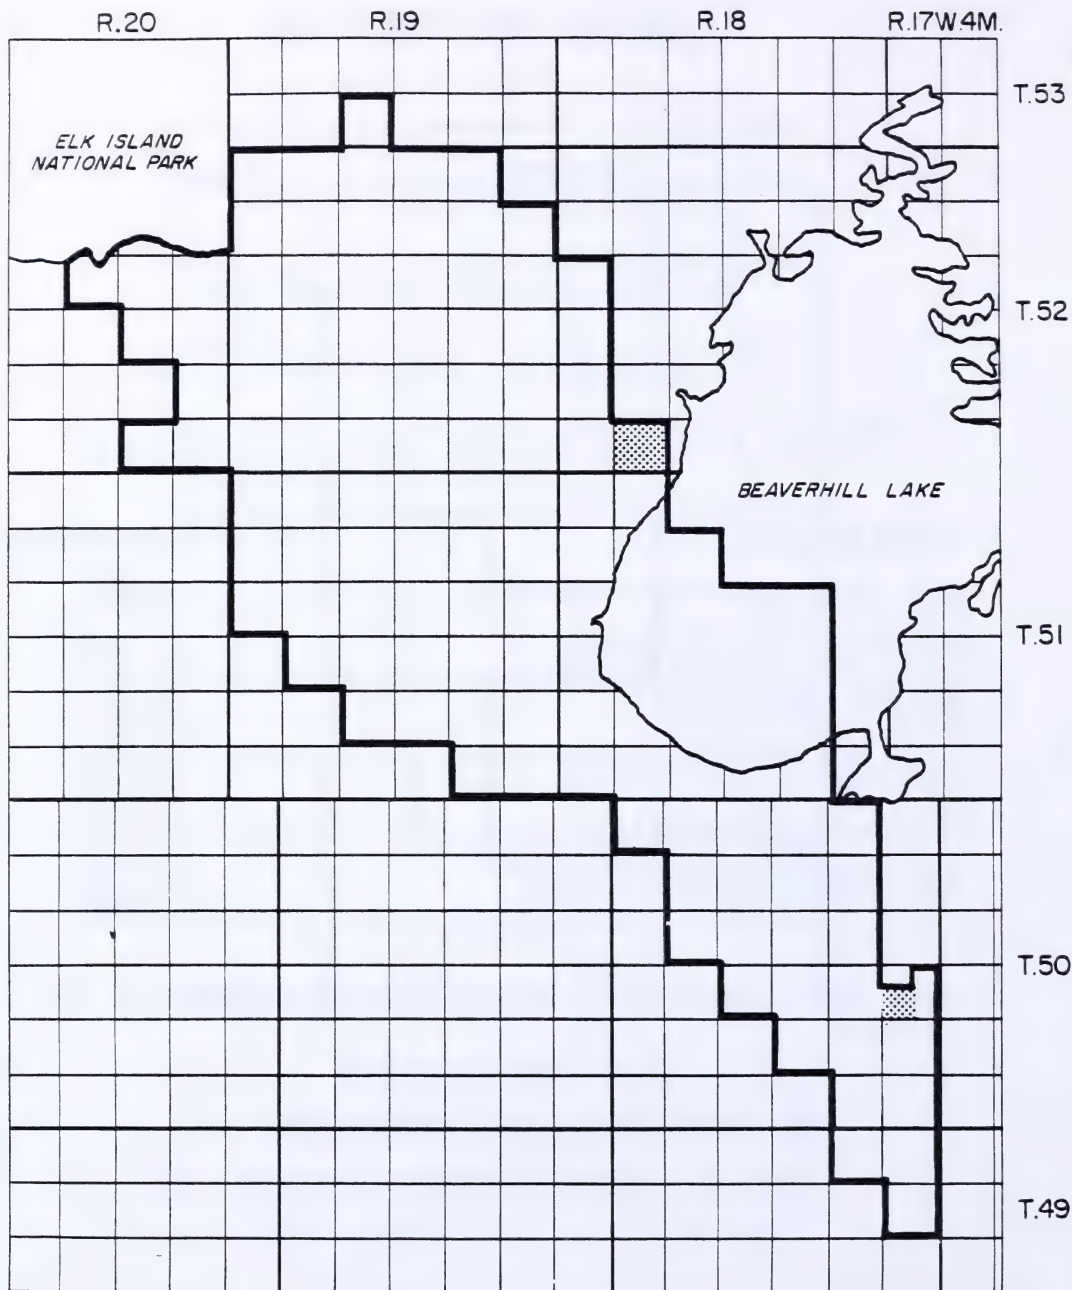 R.20 R.19 R.18 R.17W.4M.
T.53
ELK ISLAND
NATIONAL PARK
T.52
BEAVERHILL LAKE
T.51
T.50
T.49